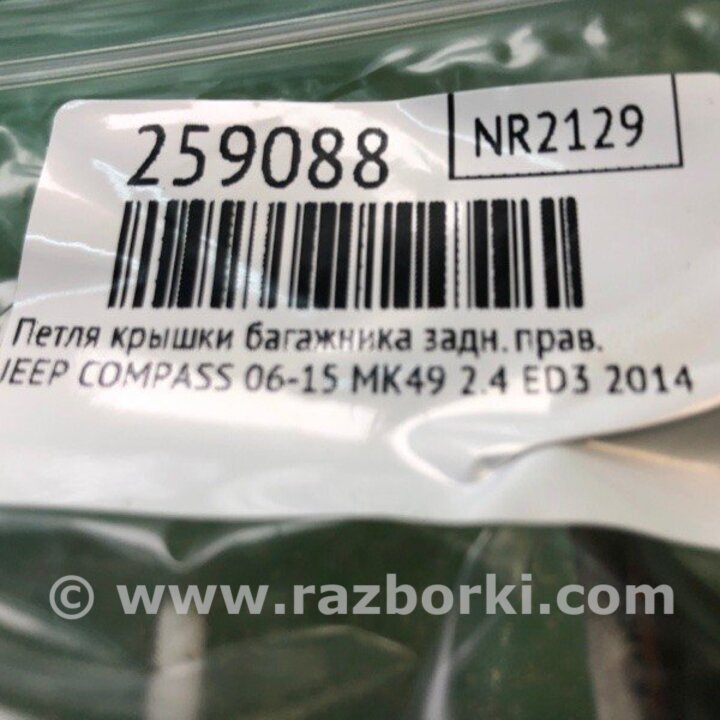 259088
NR2129
Петля крышки багажника задн. прав.
JEEP COMPASS 06-15 MK49 2.4 ED3 2014
© www.razborki.com